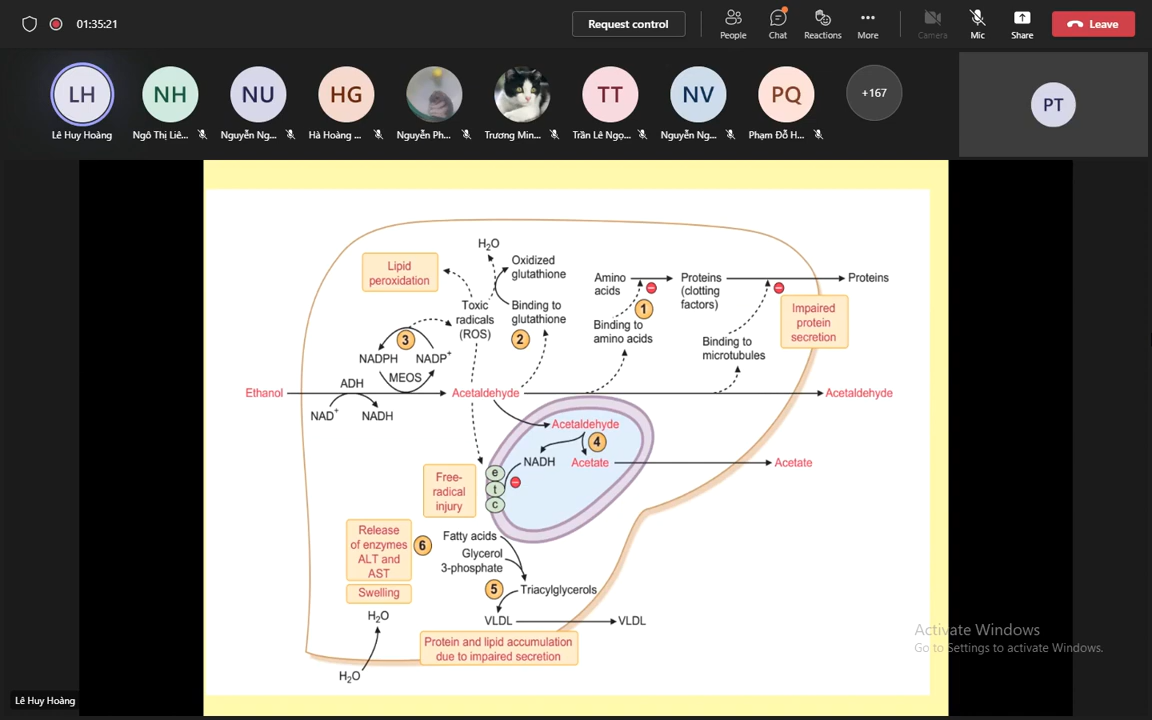 01:35:21
Request control
People
Chat
Reactions
More
Camera
Mic
Share
Leave
LH
NH
NU
HG
TT
NV
PQ
+167
PT
Lê Huy Hoàng
Ngô Thị Liê...
Nguyễn Ng...
Hà Hoàng ...
Nguyễn Ph...
Trương Min...
Trần Lê Ngọ...
Nguyễn Ng...
Phạm Đỗ H...
H₂O
Lipid
peroxidation
Oxidized
glutathione
Toxic
radicals
(ROS)
Binding to
glutathione
2
Amino
acids
Proteins
(clotting
factors)
Proteins
1
Binding to
amino acids
Binding to
microtubules
Impaired
protein
secretion
3
NADPH
NADP⁺
MEOS
Ethanol
ADH
NAD⁺
NADH
Acetaldehyde
Acetaldehyde
Acetaldehyde
4
NADH
Acetate
Acetate
e
t
c
Free-
radical
injury
Release
of enzymes
ALT and
AST
6
Swelling
H₂O
H₂O
Fatty acids
Glycerol
3-phosphate
5
Triacylglycerols
VLDL
VLDL
Protein and lipid accumulation
due to impaired secretion
Activate Windows
Go to Settings to activate Windows.
Lê Huy Hoàng